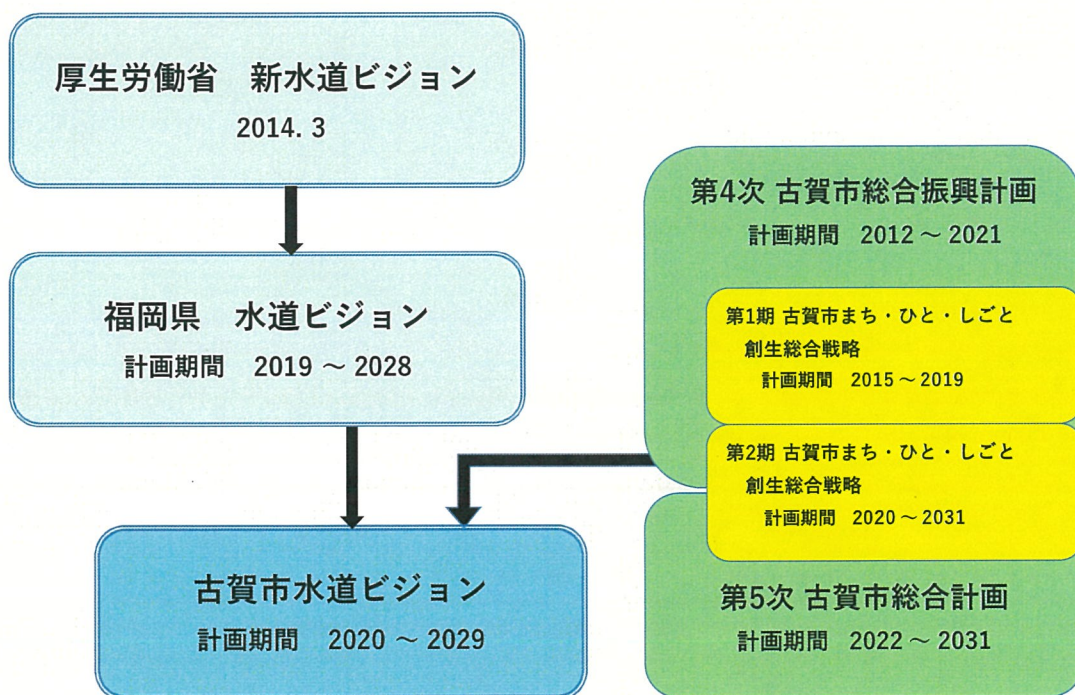 厚生労働省　新水道ビジョン
2014. 3
福岡県　水道ビジョン
計画期間　2019 ～ 2028
古賀市水道ビジョン
計画期間　2020 ～ 2029
第4次 古賀市総合振興計画
計画期間　2012 ～ 2021
第1期 古賀市まち・ひと・しごと
創生総合戦略
計画期間　2015 ～ 2019
第2期 古賀市まち・ひと・しごと
創生総合戦略
計画期間　2020 ～ 2031
第5次 古賀市総合計画
計画期間　2022 ～ 2031